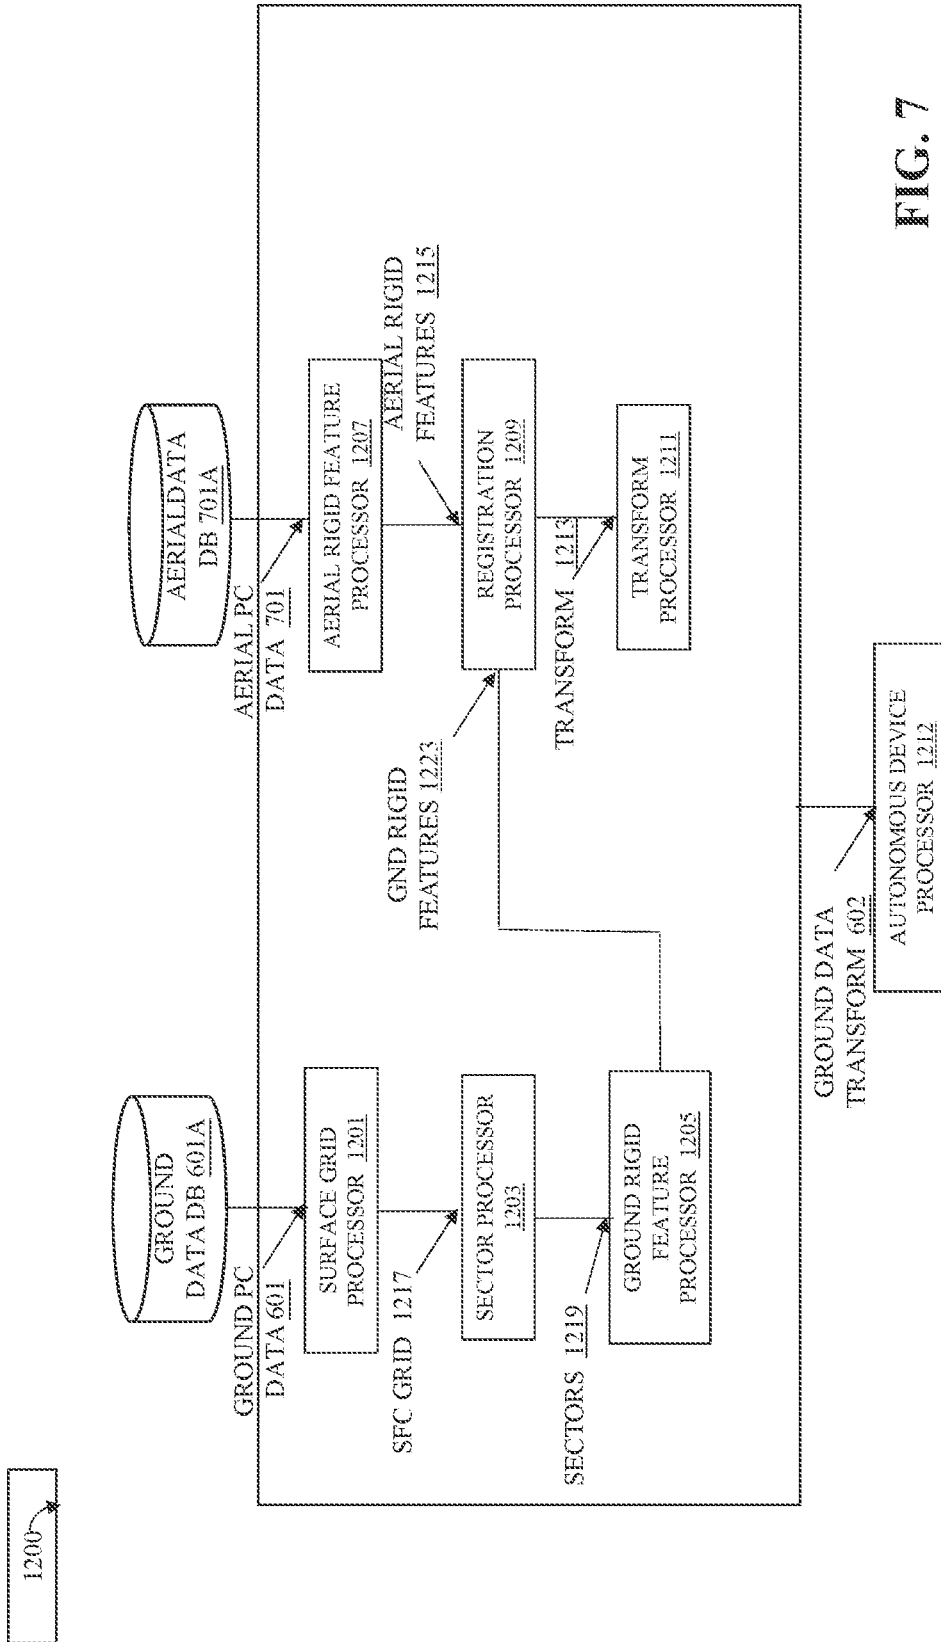 1200
GROUND
DATA DB 601A
AERIALDATA
DB 701A
GROUND PC
DATA 601
AERIAL PC
DATA 701
SURFACE GRID
PROCESSOR 1201
AERIAL RIGID FEATURE
PROCESSOR 1207
SFC GRID 1217
GND RIGID
FEATURES 1223
AERIAL RIGID
FEATURES 1215
SECTOR PROCESSOR
1203
REGISTRATION
PROCESSOR 1209
SECTORS 1219
TRANSFORM 1213
GROUND RIGID
FEATURE
PROCESSOR 1205
TRANSFORM
PROCESSOR 1211
GROUND DATA
TRANSFORM 602
AUTONOMOUS DEVICE
PROCESSOR 1212
FIG. 7